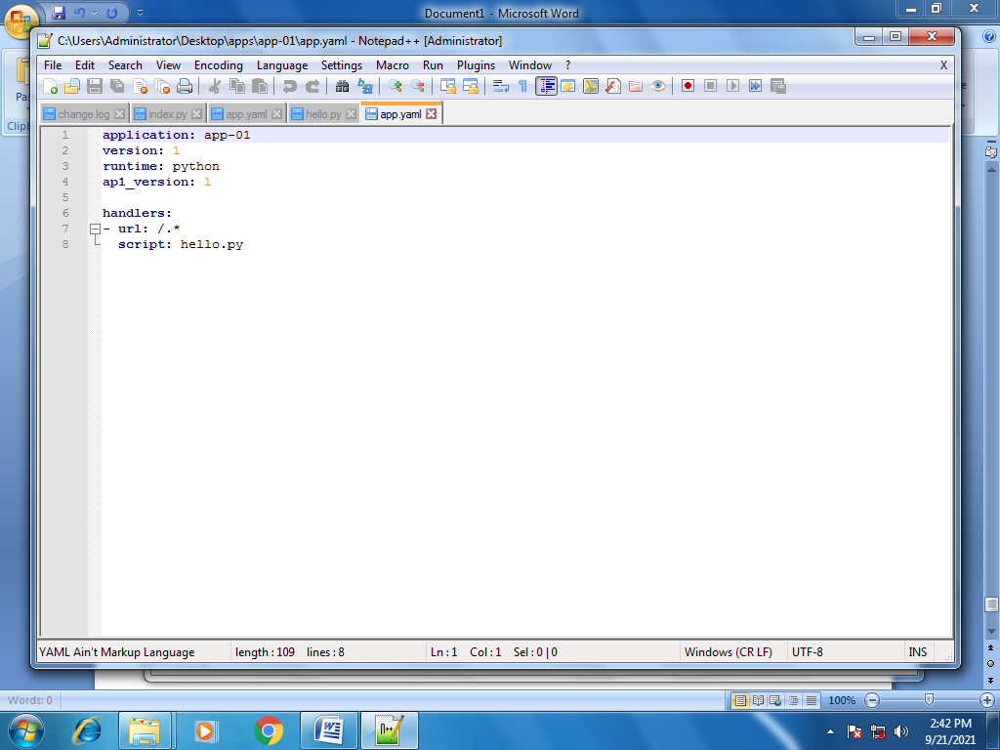 Document1 - Microsoft Word
C:\Users\Administrator\Desktop\apps\app-01\app.yaml - Notepad++ [Administrator]
File Edit Search View Encoding Language Settings Macro Run Plugins Window ? X
change.log index.py app.yaml hello.py app.yaml
1 application: app-01
2 version: 1
3 runtime: python
4 ap1_version: 1
5
6 handlers:
7 - url: /.*
8 script: hello.py
YAML Ain't Markup Language length : 109 lines : 8 Ln : 1 Col : 1 Sel : 0 | 0 Windows (CR LF) UTF-8 INS
Words: 0 100%
2:42 PM
9/21/2021